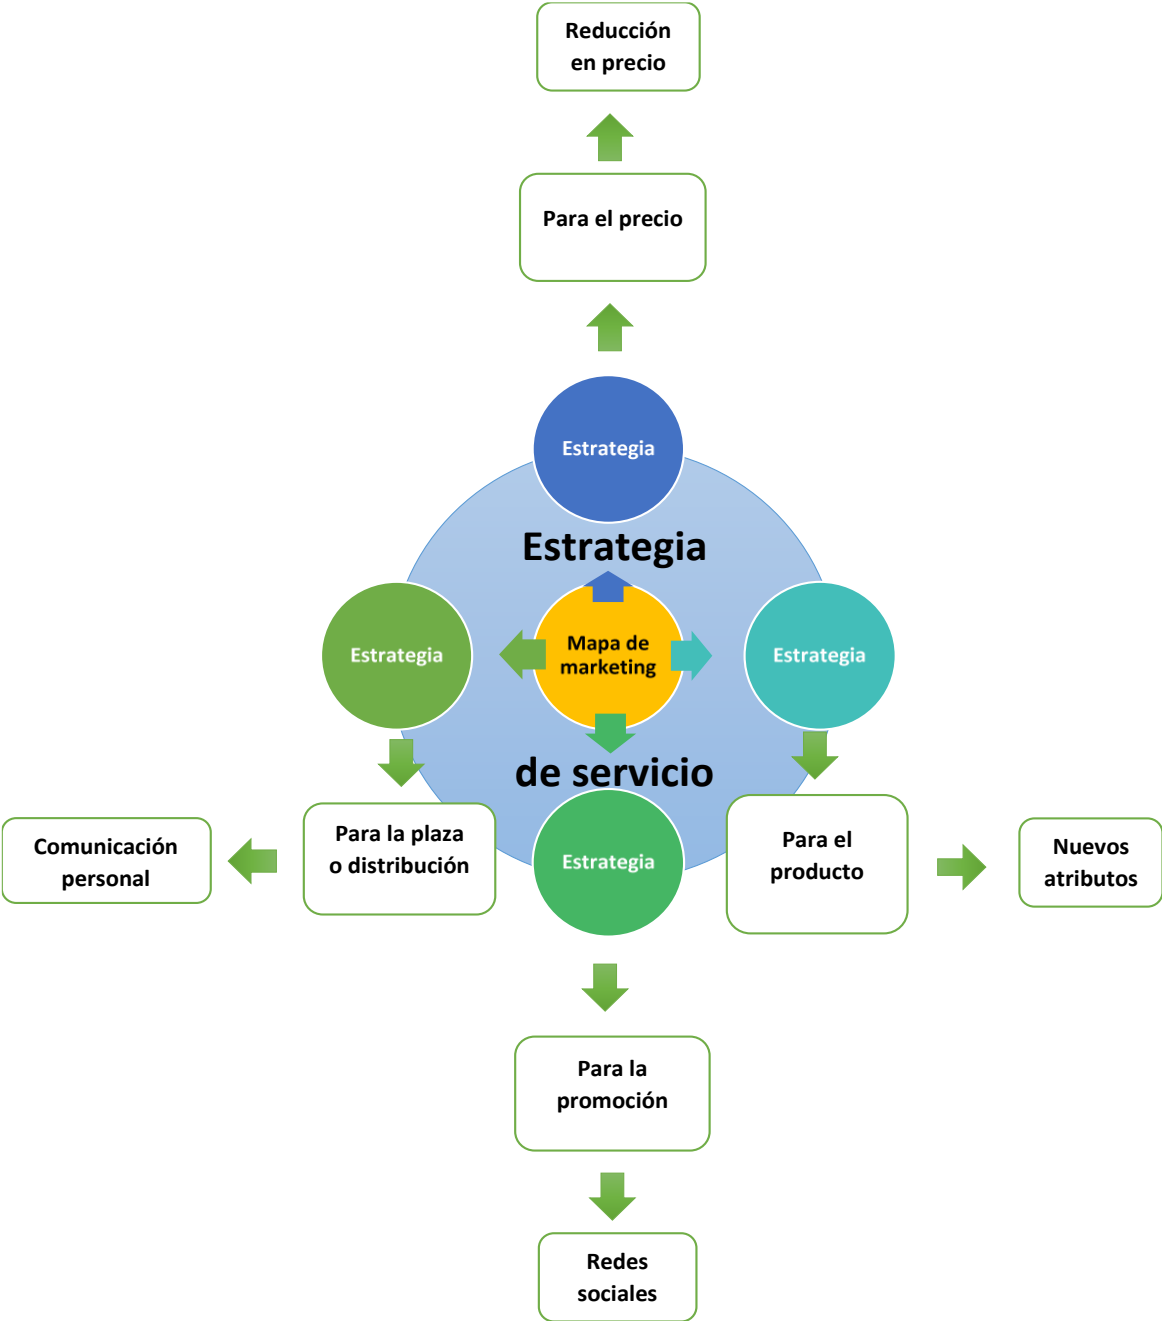 Reducción
en precio
Para el precio
Estrategia
Estrategia
Estrategia
Mapa de
marketing
Estrategia
de servicio
Comunicación
personal
Para la plaza
o distribución
Estrategia
Para el
producto
Nuevos
atributos
Para la
promoción
Redes
sociales